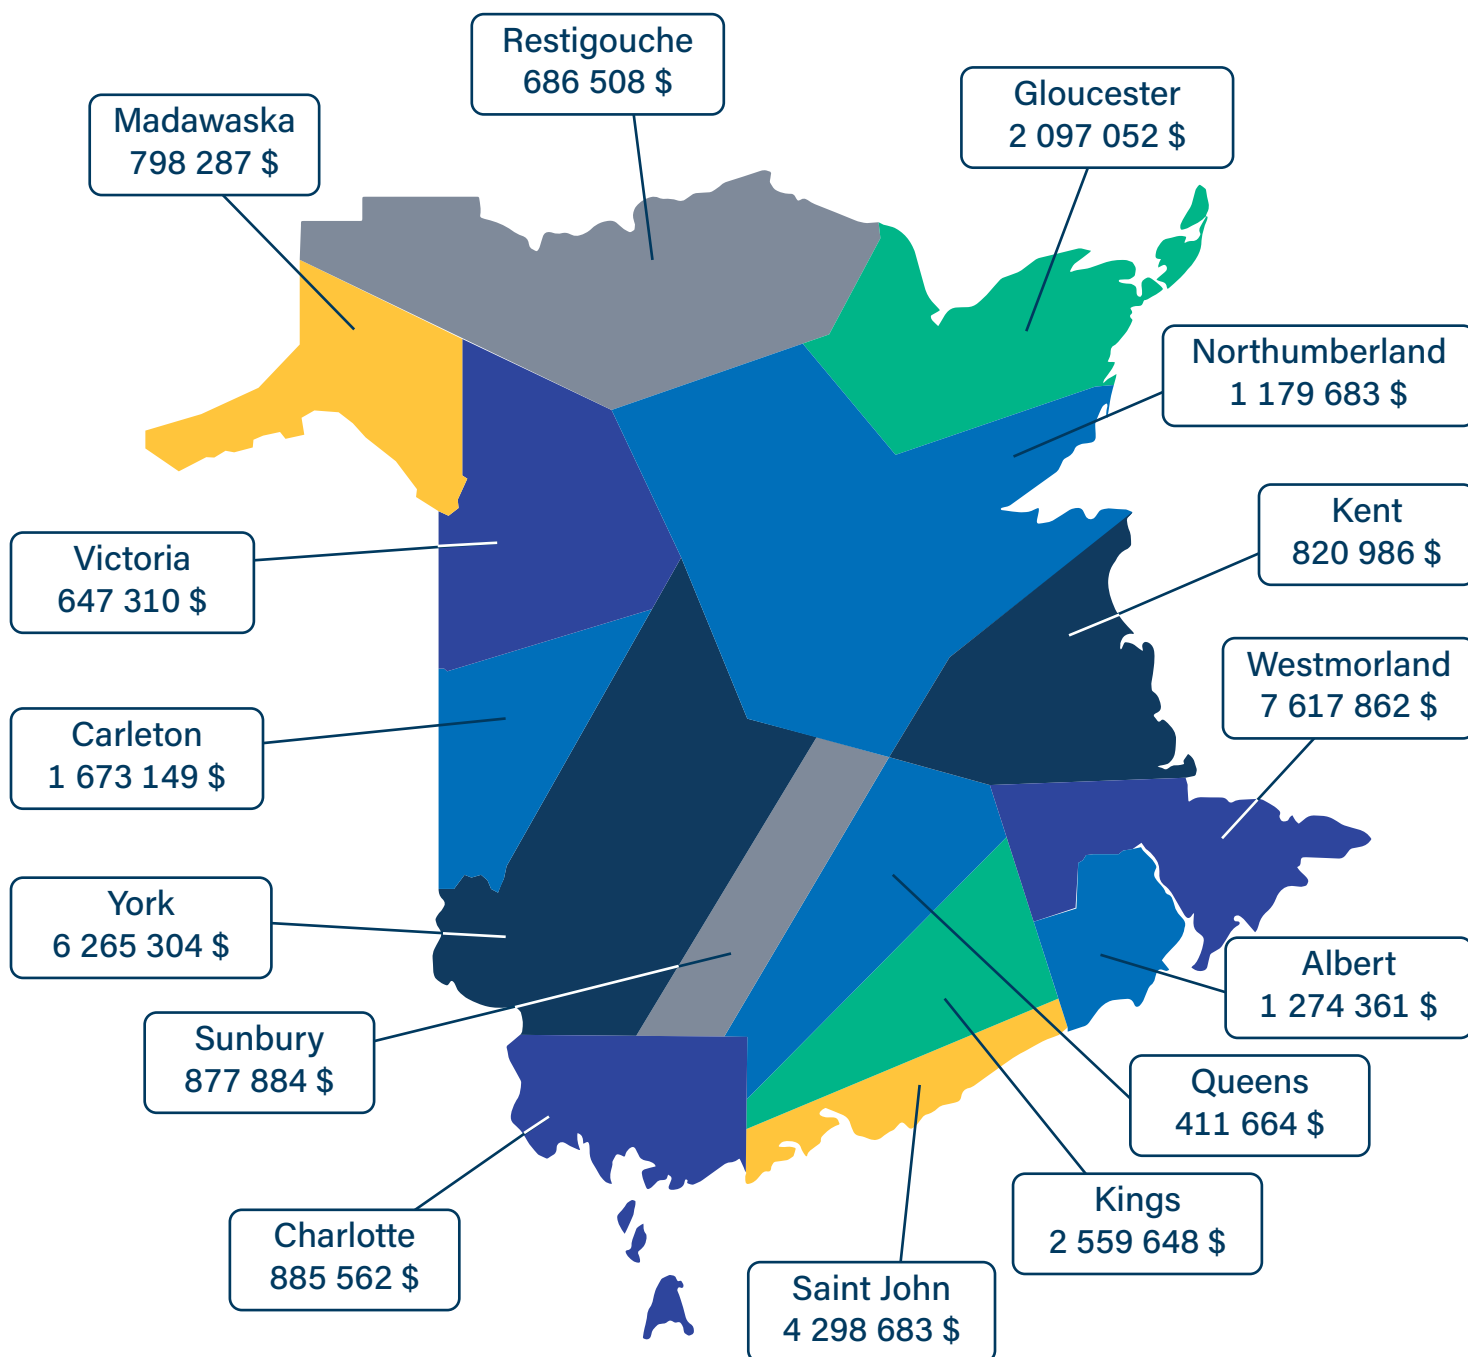 Restigouche
686 508 $
Gloucester
2 097 052 $
Madawaska
798 287 $
Northumberland
1 179 683 $
Kent
820 986 $
Victoria
647 310 $
Westmorland
7 617 862 $
Carleton
1 673 149 $
York
6 265 304 $
Albert
1 274 361 $
Sunbury
877 884 $
Queens
411 664 $
Kings
2 559 648 $
Charlotte
885 562 $
Saint John
4 298 683 $